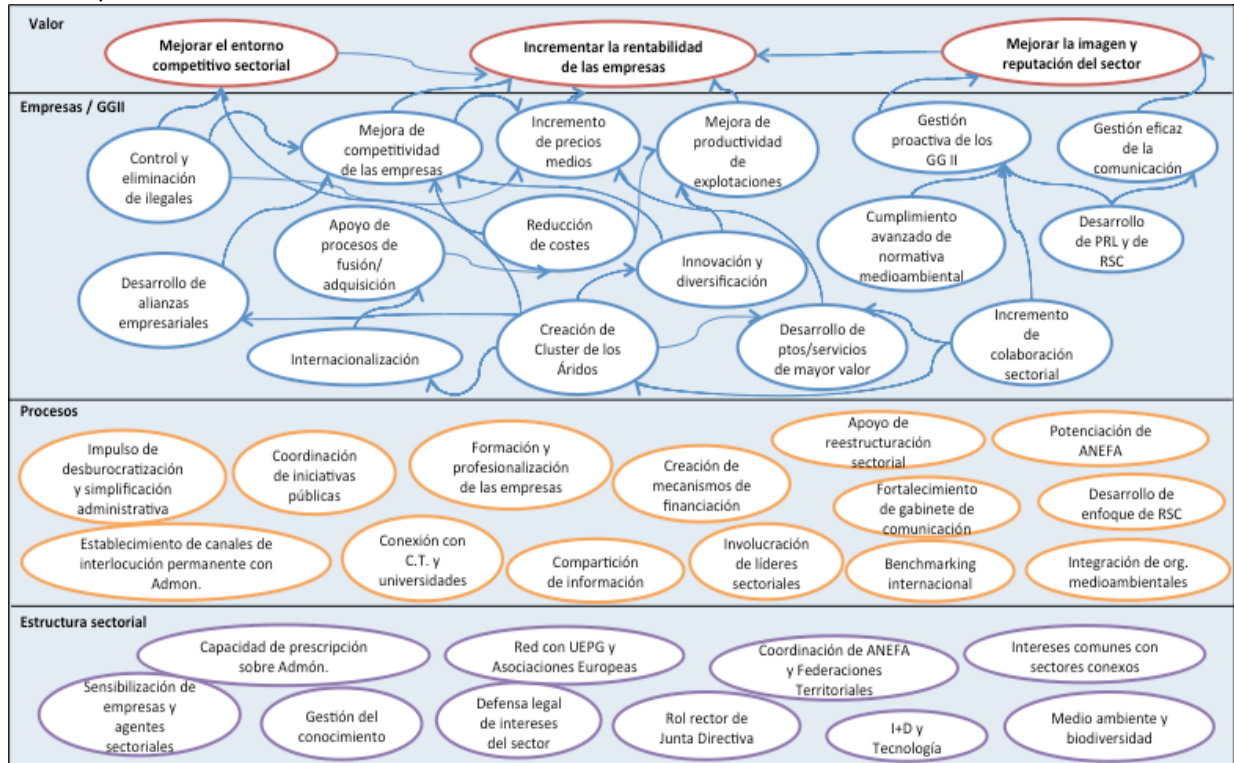 Valor
Mejorar el entorno
competitivo sectorial
Incrementar la rentabilidad
de las empresas
Mejorar la imagen y
reputación del sector
Empresas / GGII
Control y
eliminación
de ilegales
Mejora de
competitividad
de las empresas
Incremento
de precios
medios
Mejora de
productividad
de
explotaciones
Gestión
proactiva de los
GG II
Gestión eficaz
de la
comunicación
Apoyo de
procesos de
fusión/
adquisición
Reducción
de costes
Innovación y
diversificación
Cumplimiento
avanzado de
normativa
medioambiental
Desarrollo
de PRL y de
RSC
Desarrollo de
alianzas
empresariales
Internacionalización
Creación de
Cluster de los
Áridos
Desarrollo de
ptos/servicios
de mayor valor
Incremento
de
colaboración
sectorial
Procesos
Impulso de
desburocratización
y simplificación
administrativa
Coordinación
de iniciativas
públicas
Formación y
profesionalización
de las empresas
Creación de
mecanismos de
financiación
Apoyo de
reestructuración
sectorial
Potenciación de
ANEFA
Fortalecimiento
de gabinete de
comunicación
Desarrollo de
enfoque de RSC
Establecimiento de canales de
interlocución permanente con
Admon.
Conexión con
C.T. y
universidades
Compartición
de información
Involucración
de líderes
sectoriales
Benchmarking
internacional
Integración de org.
medioambientales
Estructura sectorial
Capacidad de prescripción
sobre Admón.
Red con UEPG y
Asociaciones Europeas
Coordinación de ANEFA
y Federaciones
Territoriales
Intereses comunes con
sectores conexos
Sensibilización de
empresas y
agentes
sectoriales
Gestión del
conocimiento
Defensa legal
de intereses
del sector
Rol rector de
Junta Directiva
I+D y
Tecnología
Medio ambiente y
biodiversidad